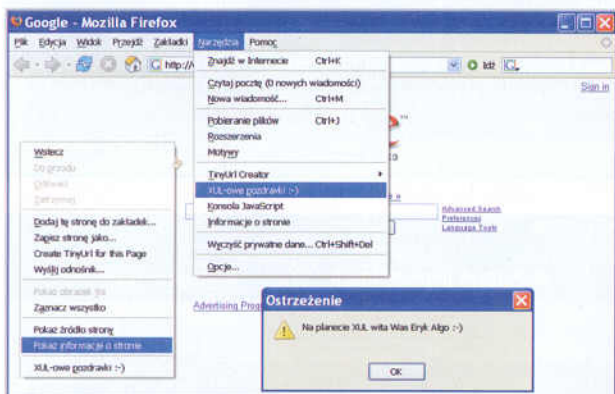 Google - Mozilla Firefox
Plik Edycja Widok Przejdź Zakładki Narzędzia Pomoc
http://
Idź
Sign in
Znajdź w Internecie Ctrl+K
Czytaj pocztę (0 nowych wiadomości)
Nowa wiadomość... Ctrl+M
Pobieranie plików Ctrl+J
Rozszerzenia
Motywy
TinyUrl Creator
XUL-owe pozdrawki :-)
Konsola JavaScript
Informacje o stronie
Wyczyść prywatne dane... Ctrl+Shift+Del
Opcje...
TM
Advanced Search
Preferences
Language Tools
Advertising Prog
Wstecz
Do przodu
Odśwież
Zatrzymaj
Dodaj tę stronę do zakładek...
Zapisz stronę jako...
Create TinyUrl for this Page
Wyślij odnośnik...
Pokaż obrazek tła
Zaznacz wszystko
Pokaż źródło strony
Pokaż informacje o stronie
XUL-owe pozdrawki :-)
Ostrzeżenie
Na planecie XUL wita Was Eryk Algo :-)
OK